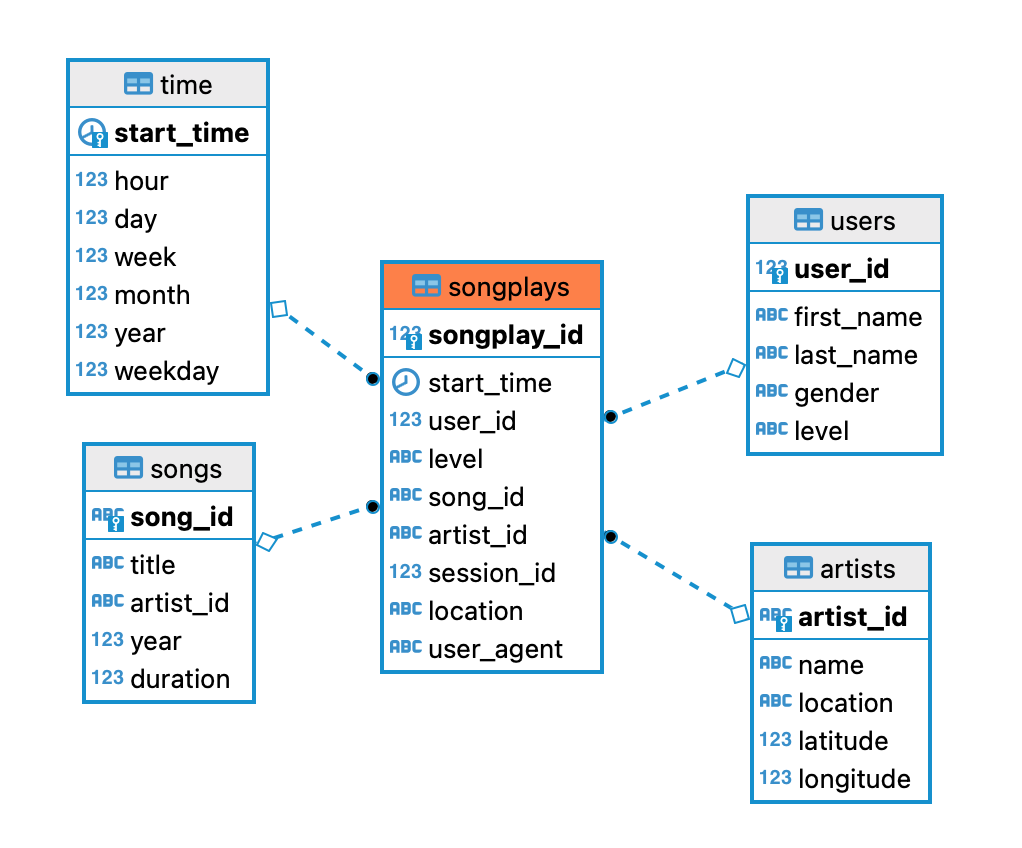 time
start_time
123 hour
123 day
123 week
123 month
123 year
123 weekday
songs
ABC song_id
ABC title
ABC artist_id
123 year
123 duration
songplays
123 songplay_id
start_time
123 user_id
ABC level
ABC song_id
ABC artist_id
123 session_id
ABC location
ABC user_agent
users
123 user_id
ABC first_name
ABC last_name
ABC gender
ABC level
artists
ABC artist_id
ABC name
ABC location
123 latitude
123 longitude